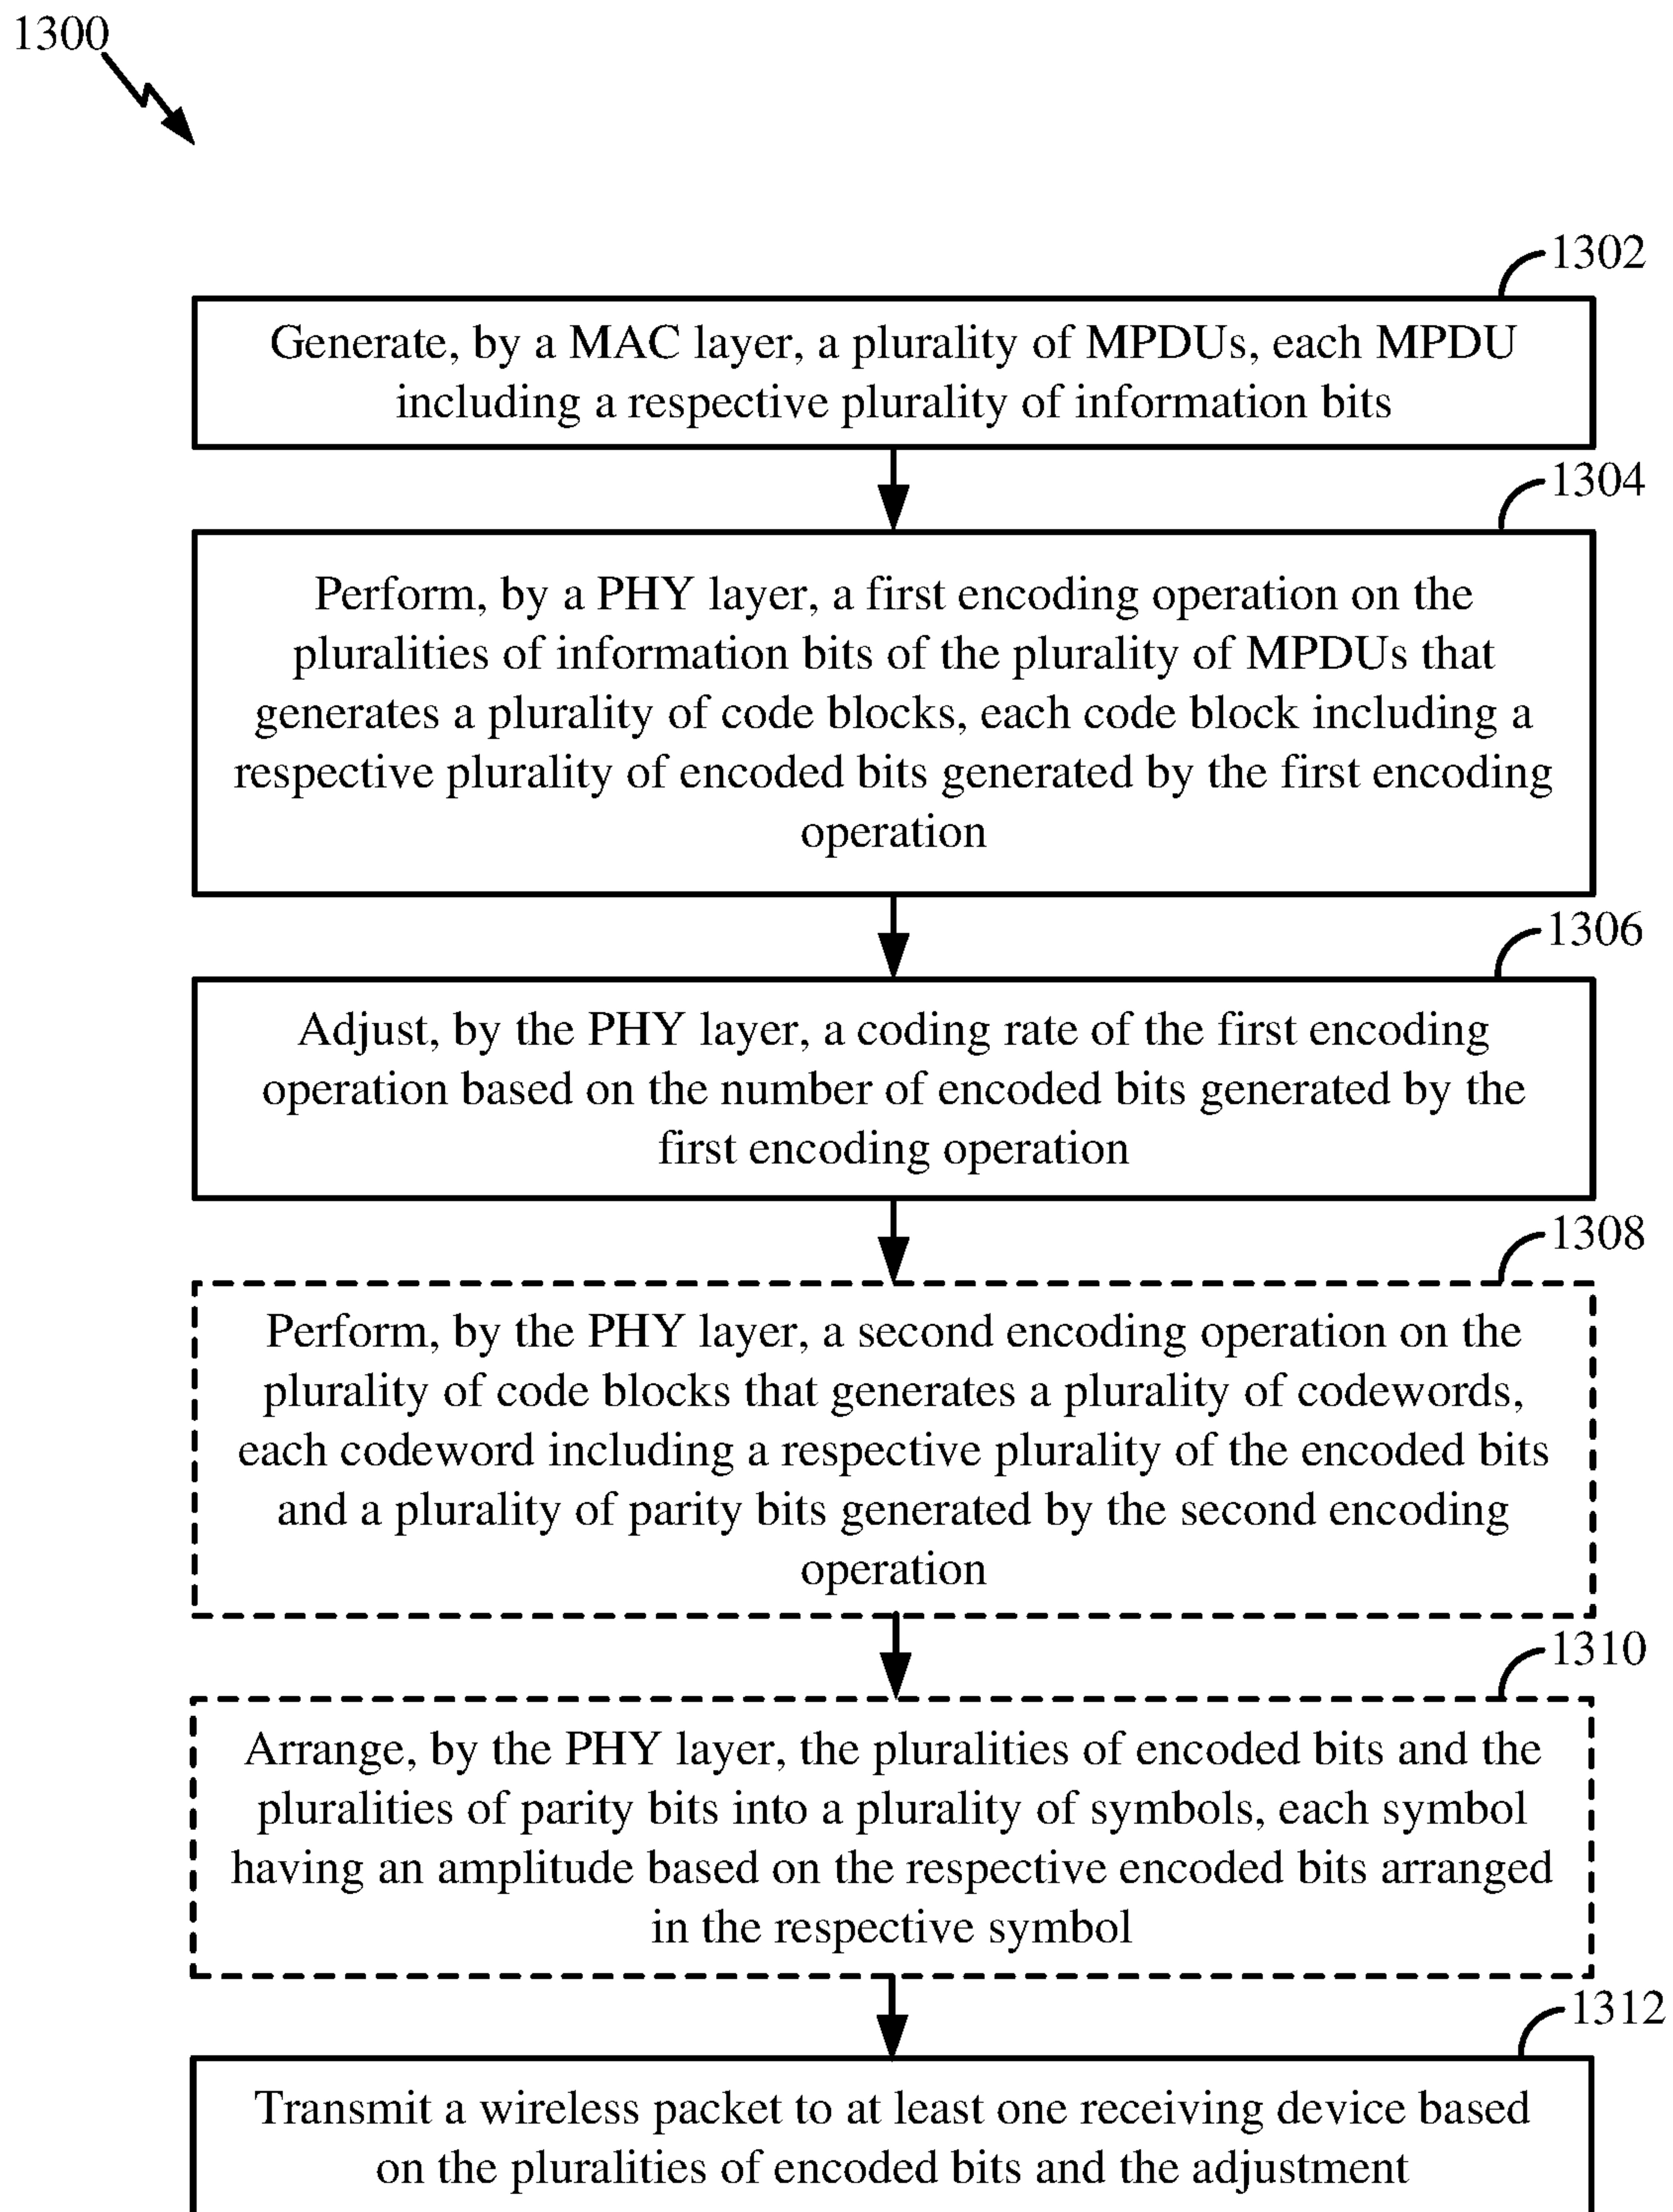 1300
1302
Generate, by a MAC layer, a plurality of MPDUs, each MPDU
including a respective plurality of information bits
1304
Perform, by a PHY layer, a first encoding operation on the
pluralities of information bits of the plurality of MPDUs that
generates a plurality of code blocks, each code block including a
respective plurality of encoded bits generated by the first encoding
operation
1306
Adjust, by the PHY layer, a coding rate of the first encoding
operation based on the number of encoded bits generated by the
first encoding operation
1308
Perform, by the PHY layer, a second encoding operation on the
plurality of code blocks that generates a plurality of codewords,
each codeword including a respective plurality of the encoded bits
and a plurality of parity bits generated by the second encoding
operation
1310
Arrange, by the PHY layer, the pluralities of encoded bits and the
pluralities of parity bits into a plurality of symbols, each symbol
having an amplitude based on the respective encoded bits arranged
in the respective symbol
1312
Transmit a wireless packet to at least one receiving device based
on the pluralities of encoded bits and the adjustment